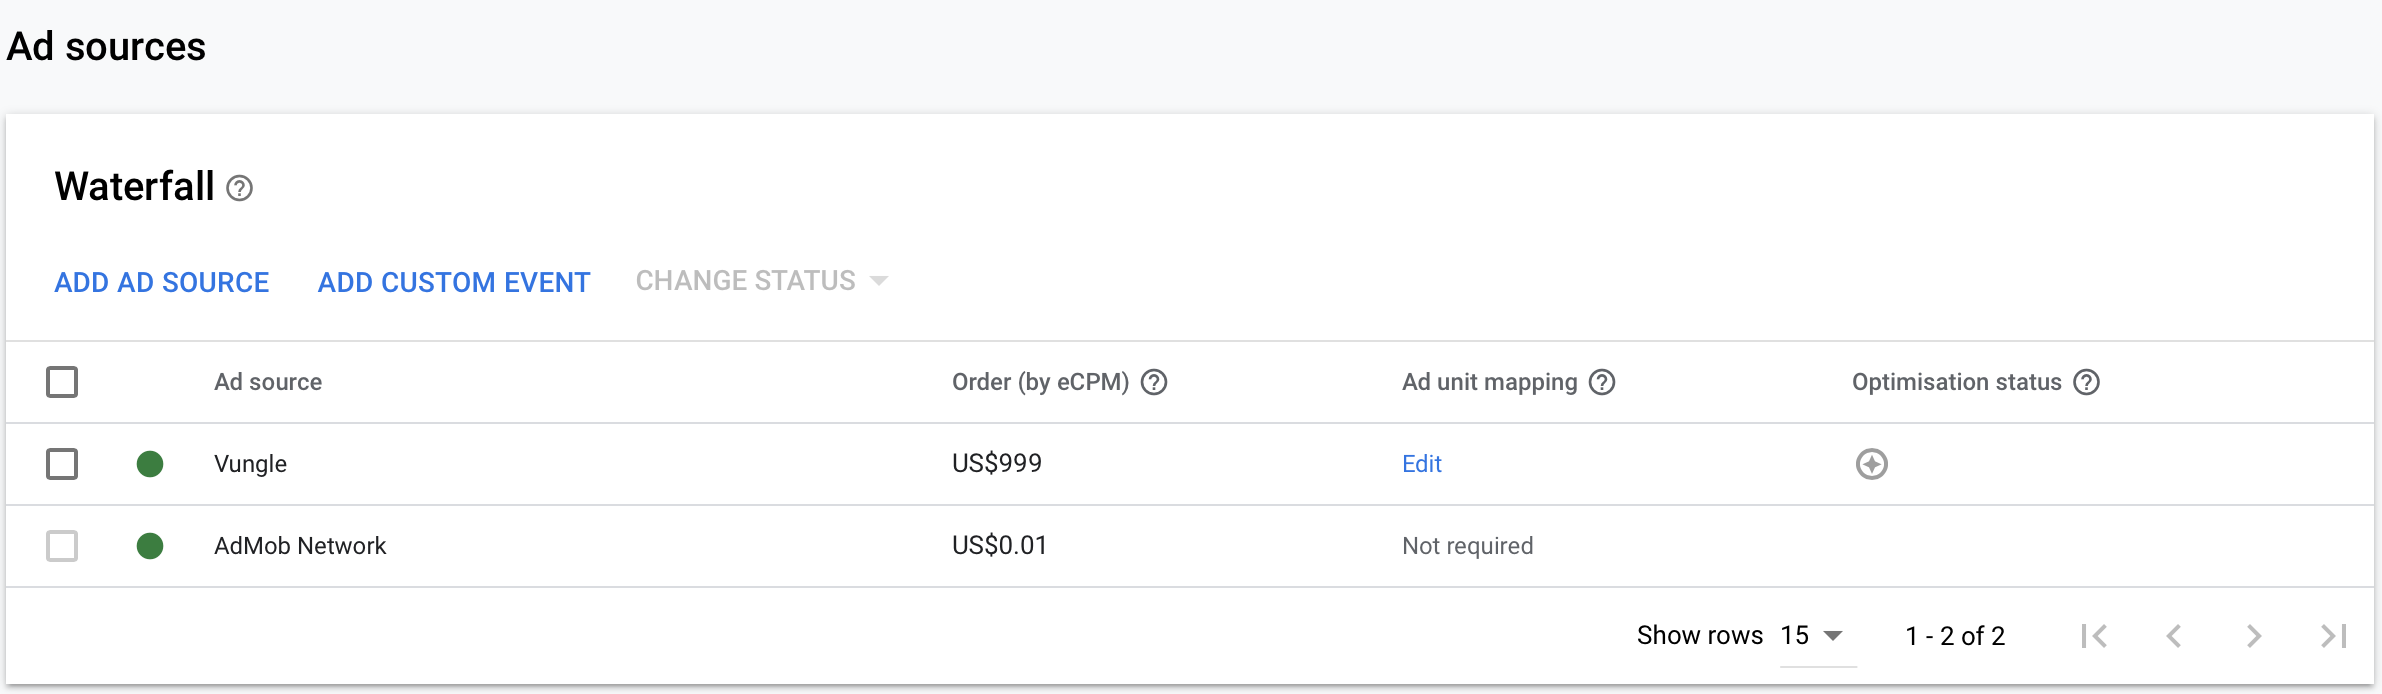 Ad sources
Waterfall
ADD AD SOURCE ADD CUSTOM EVENT CHANGE STATUS
Ad source Order (by eCPM) Ad unit mapping Optimisation status
Vungle US$999 Edit
AdMob Network US$0.01 Not required
Show rows 15 1 - 2 of 2